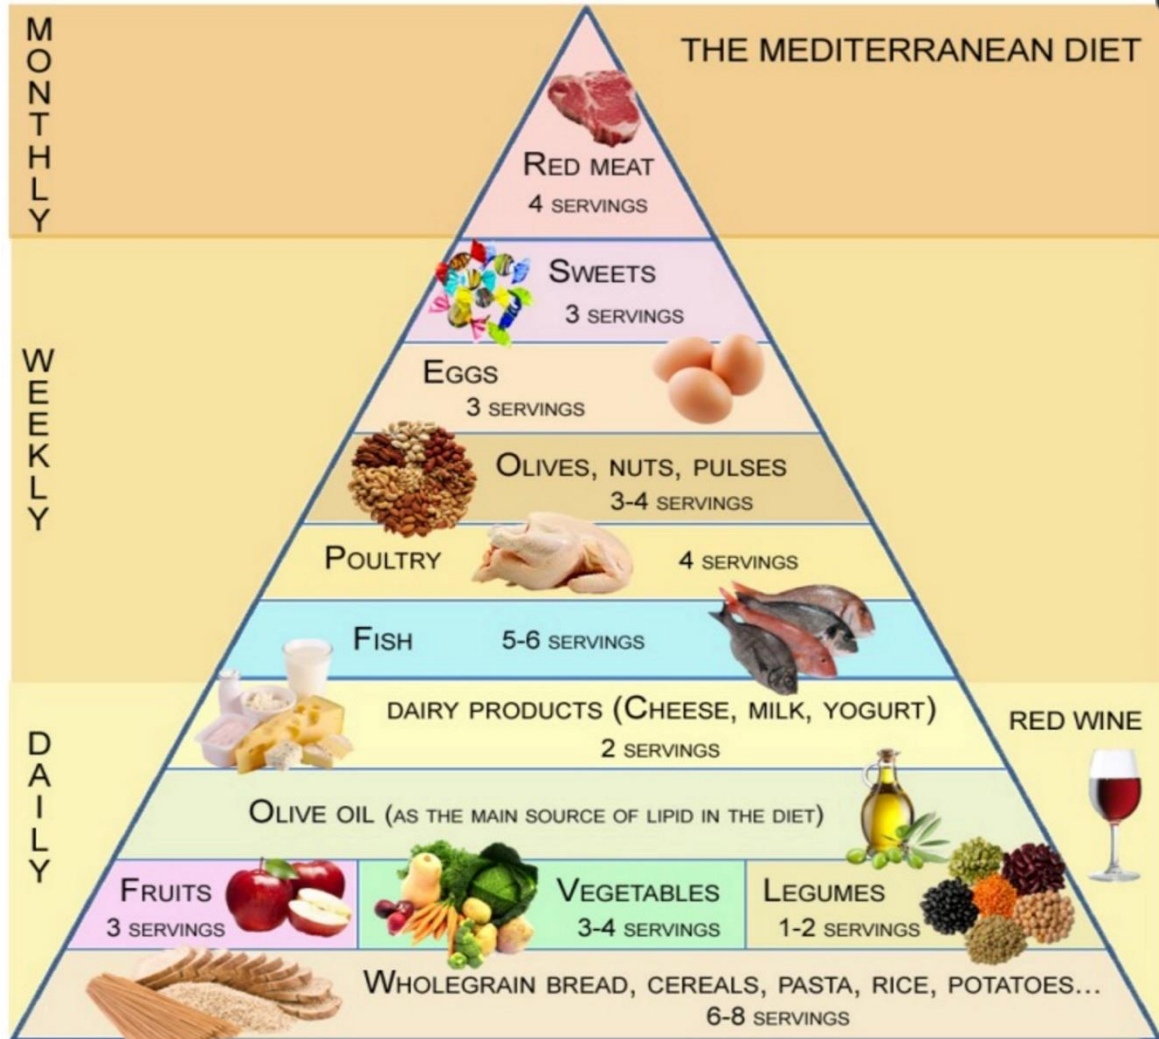 MONTHLY
THE MEDITERRANEAN DIET
RED MEAT
4 SERVINGS
WEEKLY
SWEETS
3 SERVINGS
EGGS
3 SERVINGS
OLIVES, NUTS, PULSES
3-4 SERVINGS
POULTRY
4 SERVINGS
FISH
5-6 SERVINGS
DAILY
DAIRY PRODUCTS (CHEESE, MILK, YOGURT)
2 SERVINGS
RED WINE
OLIVE OIL (AS THE MAIN SOURCE OF LIPID IN THE DIET)
FRUITS
3 SERVINGS
VEGETABLES
3-4 SERVINGS
LEGUMES
1-2 SERVINGS
WHOLEGRAIN BREAD, CEREALS, PASTA, RICE, POTATOES...
6-8 SERVINGS